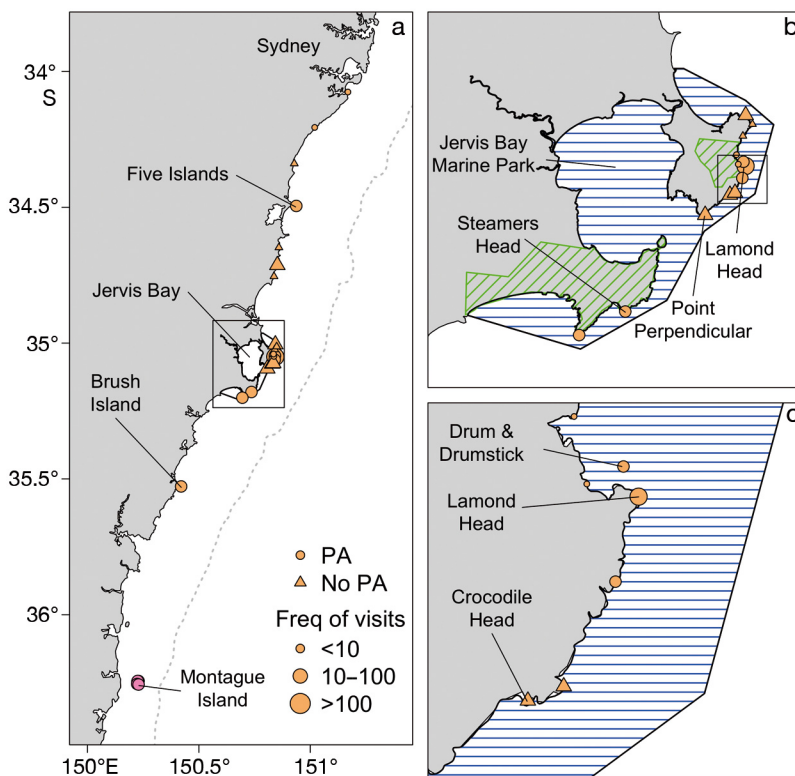 a
Sydney
34°
S
Five Islands
34.5°
Jervis Bay
35°
Brush
Island
35.5°
PA
No PA
Freq of visits
<10
10–100
>100
36°
Montague
Island
150°E
150.5°
151°
b
Jervis Bay
Marine Park
Steamers
Head
Lamond
Head
Point
Perpendicular
c
Drum &
Drumstick
Lamond
Head
Crocodile
Head